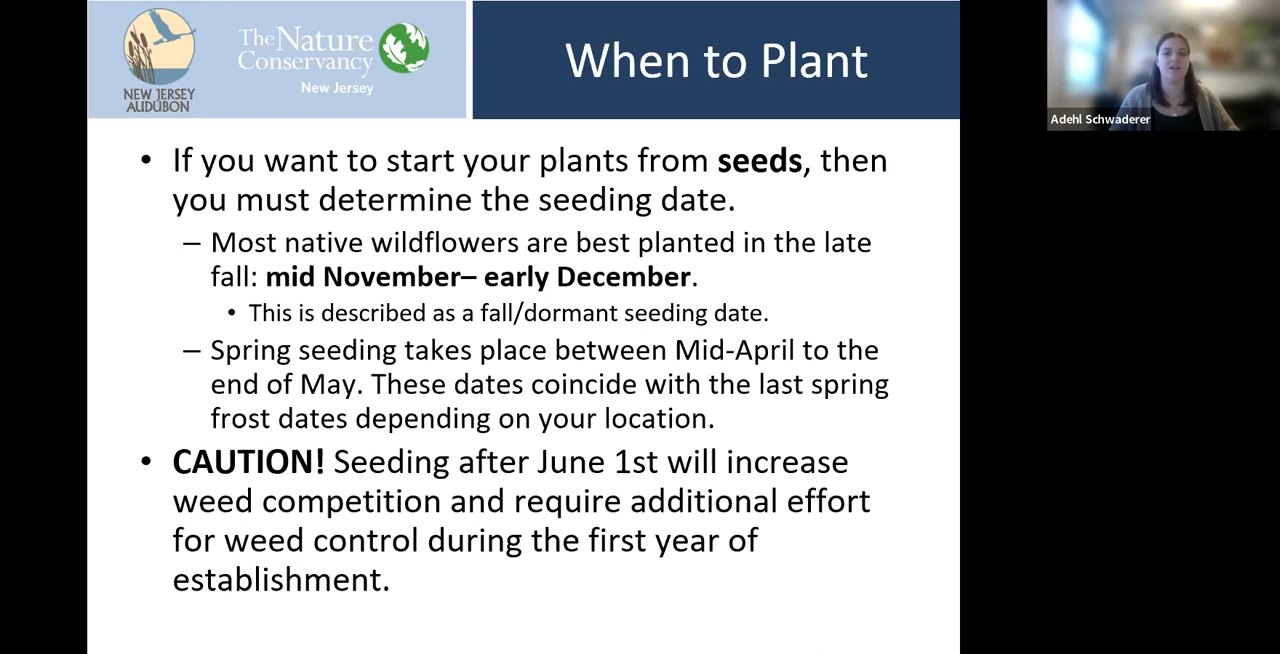 NEW JERSEY
AUDUBON
The Nature
Conservancy
New Jersey
When to Plant
Adehl Schwaderer
• If you want to start your plants from seeds, then
you must determine the seeding date.
– Most native wildflowers are best planted in the late
fall: mid November– early December.
• This is described as a fall/dormant seeding date.
– Spring seeding takes place between Mid-April to the
end of May. These dates coincide with the last spring
frost dates depending on your location.
• CAUTION! Seeding after June 1st will increase
weed competition and require additional effort
for weed control during the first year of
establishment.